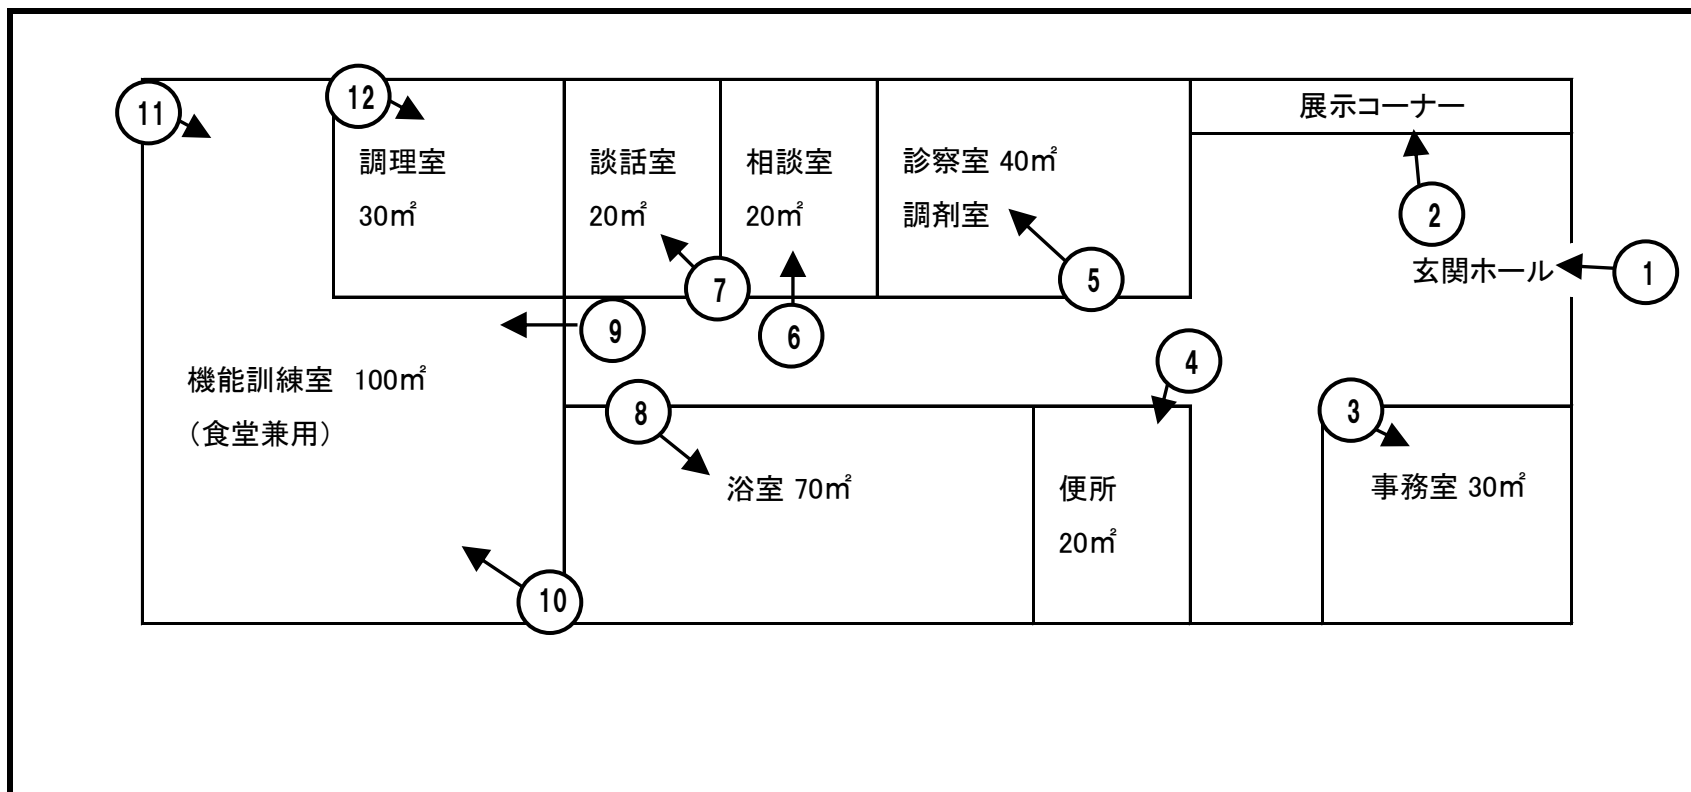 11
12
展示コーナー
調理室
30㎡
談話室
20㎡
相談室
20㎡
診察室 40㎡
調剤室
2
玄関ホール
1
5
7
6
9
4
機能訓練室 100㎡
（食堂兼用）
8
3
浴室 70㎡
便所
20㎡
事務室 30㎡
10